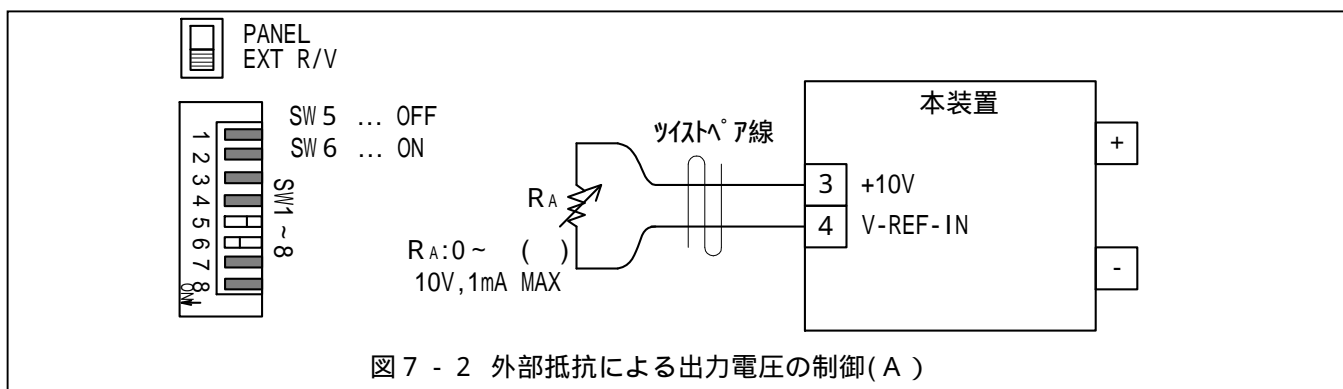 PANEL
EXT R/V
SW5 ... OFF
SW6 ... ON
1
2
3
4
5
6
7
8
ON
SW1~8
RA
RA:0~ ( )
10V,1mA MAX
ﾂｲｽﾄﾍﾟｱ線
本装置
3 +10V
4 V-REF-IN
+
-
図7-2 外部抵抗による出力電圧の制御(A)